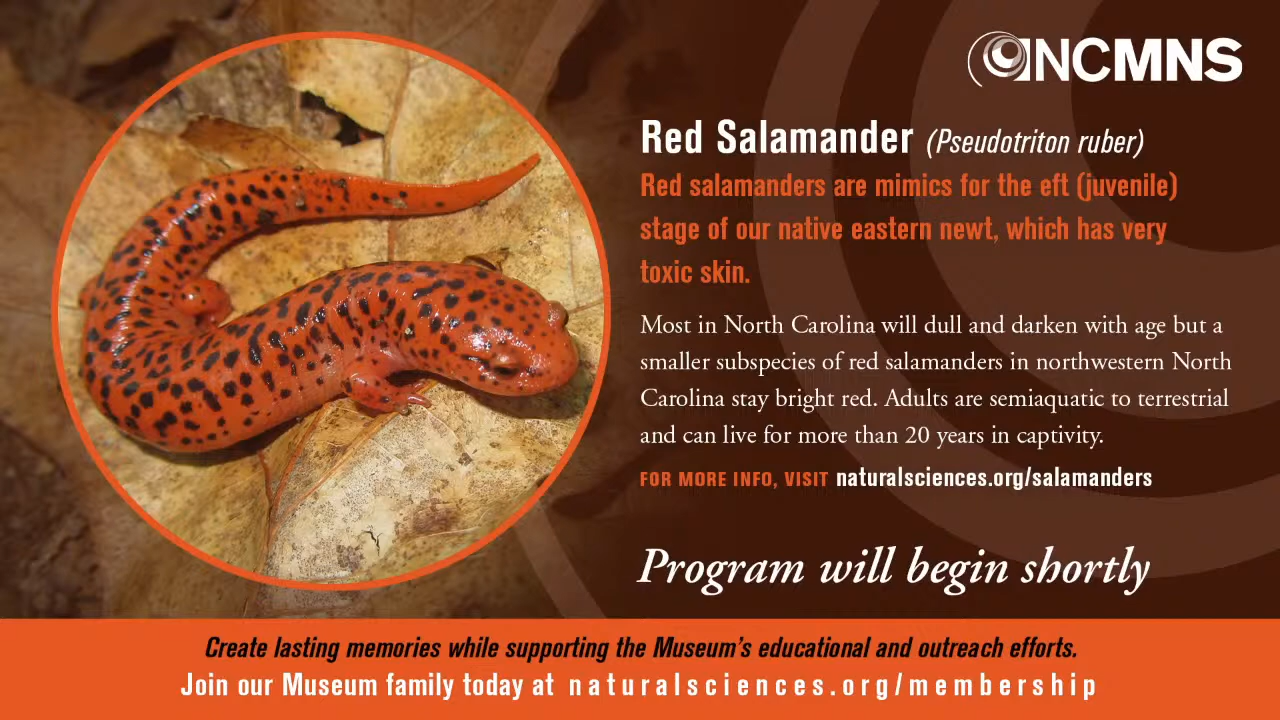 NCMNS
Red Salamander (Pseudotriton ruber)
Red salamanders are mimics for the eft (juvenile)
stage of our native eastern newt, which has very
toxic skin.
Most in North Carolina will dull and darken with age but a
smaller subspecies of red salamanders in northwestern North
Carolina stay bright red. Adults are semiaquatic to terrestrial
and can live for more than 20 years in captivity.
FOR MORE INFO, VISIT naturalsciences.org/salamanders
Program will begin shortly
Create lasting memories while supporting the Museum's educational and outreach efforts.
Join our Museum family today at naturalsciences.org/membership